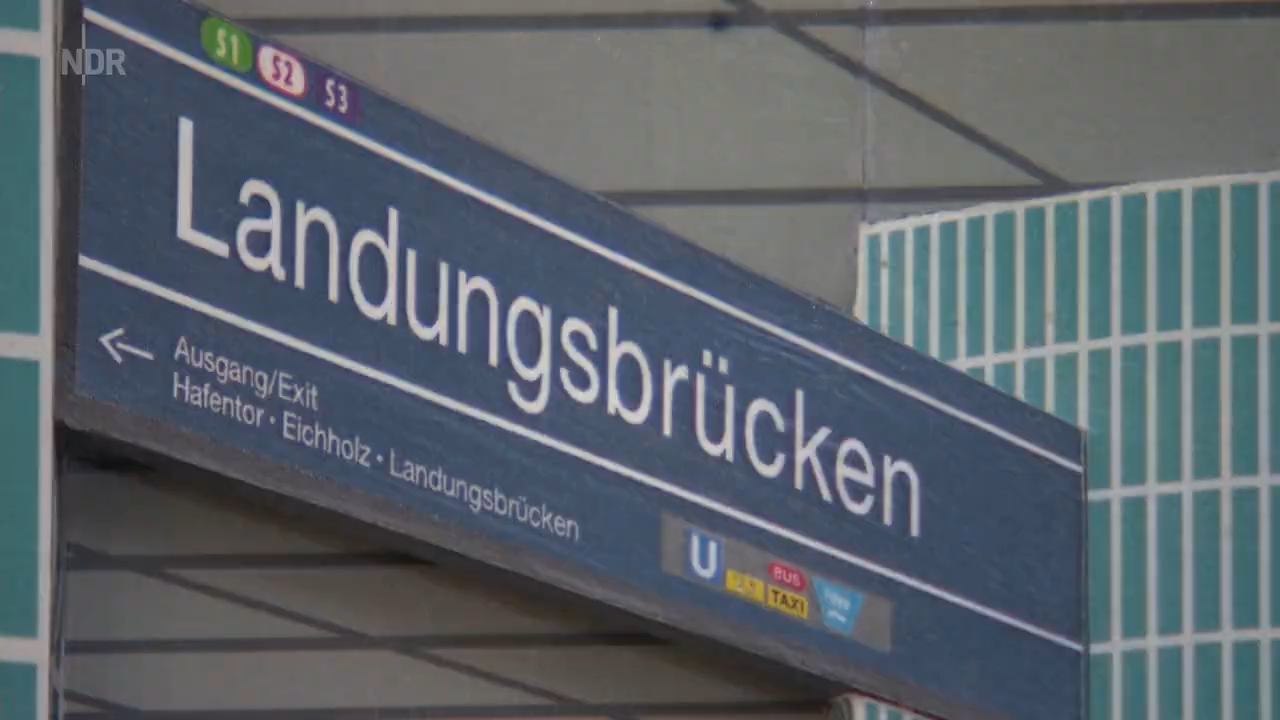 NDR
S1 S2 S3
Landungsbrücken
Ausgang/Exit
Hafentor · Eichholz · Landungsbrücken
U
BUS
TAXI